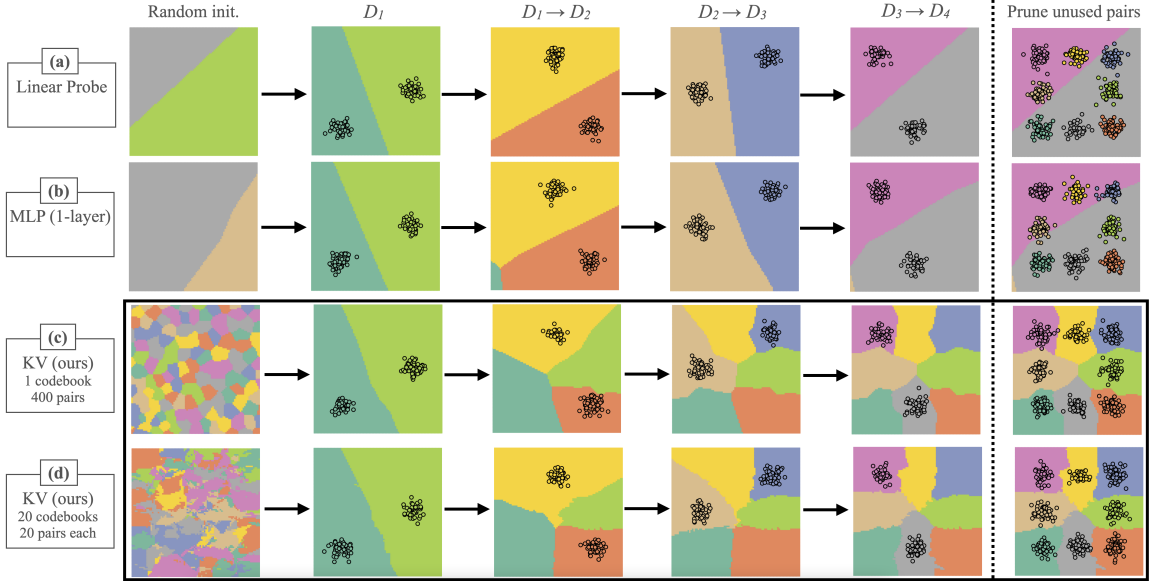 Random init.
D₁
D₁ → D₂
D₂ → D₃
D₃ → D₄
Prune unused pairs
(a)
Linear Probe
(b)
MLP (1-layer)
(c)
KV (ours)
1 codebook
400 pairs
(d)
KV (ours)
20 codebooks
20 pairs each